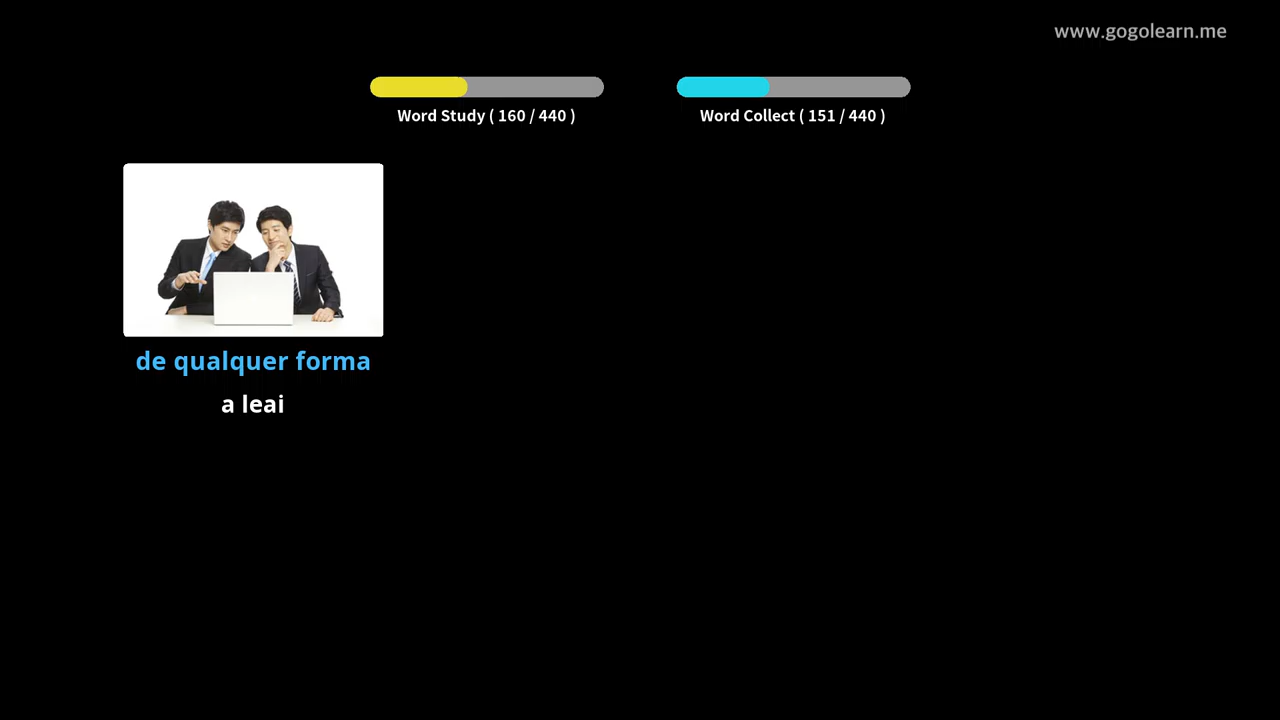 www.gogolearn.me
Word Study ( 160 / 440 )
Word Collect ( 151 / 440 )
de qualquer forma
a leai